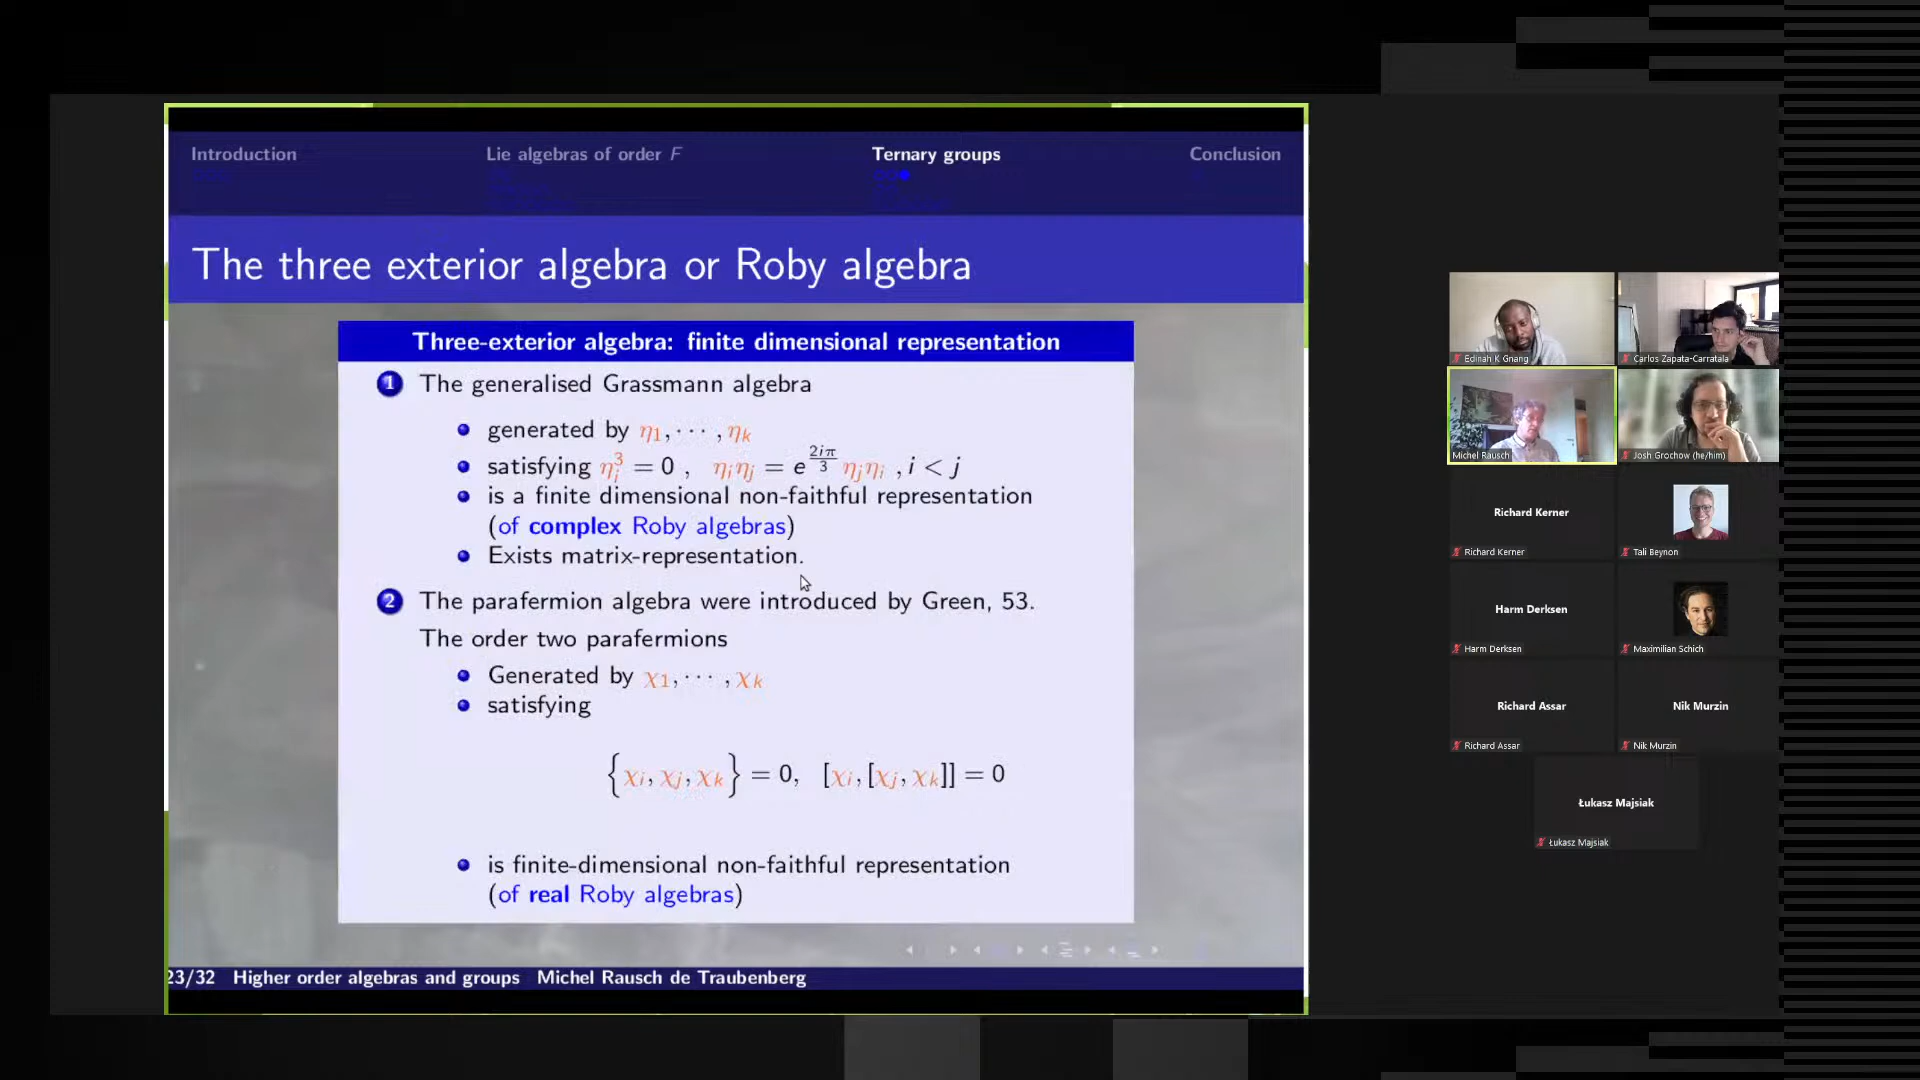 Introduction
Lie algebras of order F
Ternary groups
Conclusion
The three exterior algebra or Roby algebra
Three-exterior algebra: finite dimensional representation
1 The generalised Grassmann algebra
generated by η₁, ⋯ , ηₖ
satisfying ηᵢ³ = 0 , ηᵢηⱼ = e^(2iπ/3) ηⱼηᵢ , i < j
is a finite dimensional non-faithful representation
(of complex Roby algebras)
Exists matrix-representation.
2 The parafermion algebra were introduced by Green, 53.
The order two parafermions
Generated by χ₁, ⋯ , χₖ
satisfying
{χᵢ, χⱼ, χₖ} = 0, [χᵢ, [χⱼ, χₖ]] = 0
is finite-dimensional non-faithful representation
(of real Roby algebras)
23/32 Higher order algebras and groups Michel Rausch de Traubenberg
Edinah K Gnang
Carlos Zapata-Carratala
Michel Rausch
Josh Grochow (he/him)
Richard Kerner
Richard Kerner
Tali Beynon
Harm Derksen
Harm Derksen
Maximilian Schich
Richard Assar
Nik Murzin
Richard Assar
Nik Murzin
Łukasz Majsiak
Łukasz Majsiak